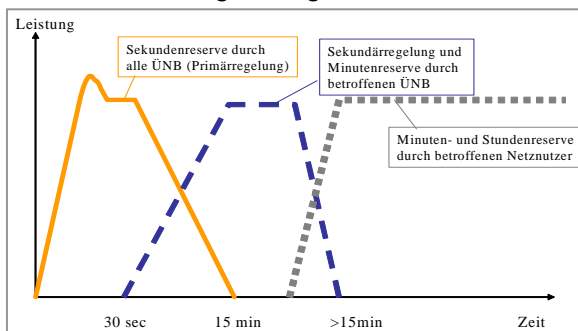 Leistung
Sekundenreserve durch
alle ÜNB (Primärregelung)
Sekundärregelung und
Minutenreserve durch
betroffenen ÜNB
Minuten- und Stundenreserve
durch betroffenen Netznutzer
30 sec
15 min
>15min
Zeit